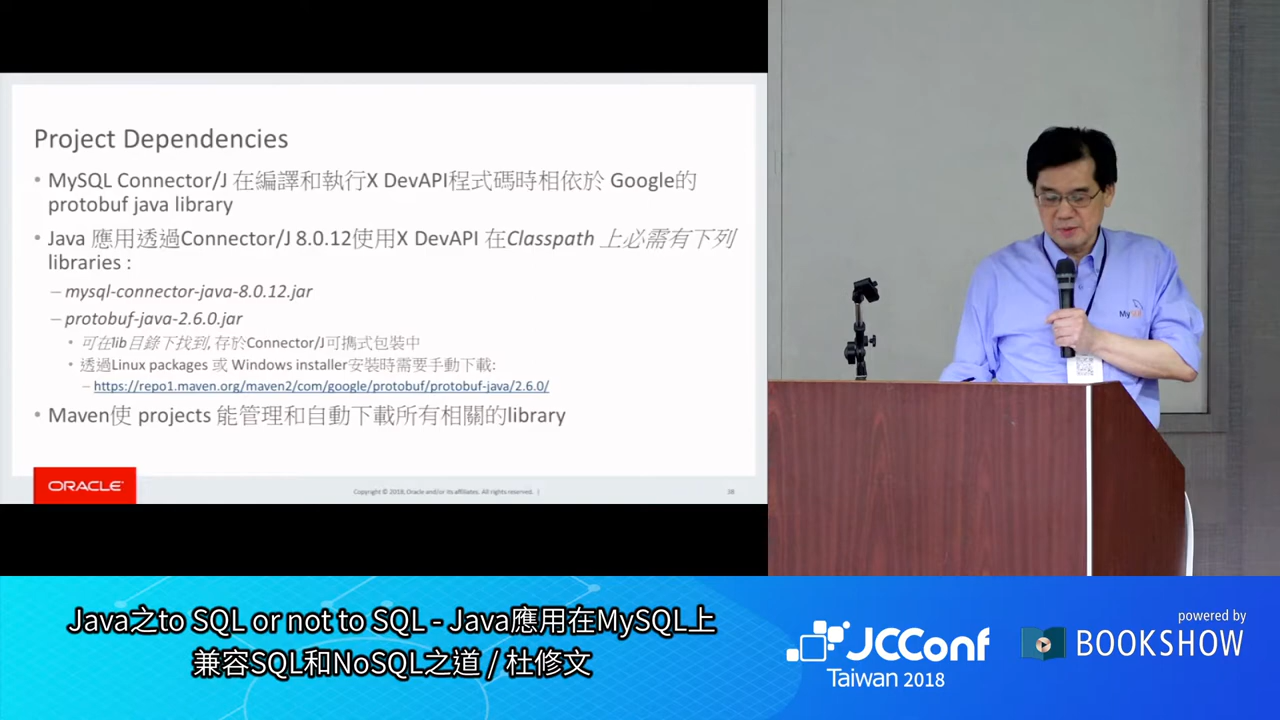 Project Dependencies
• MySQL Connector/J 在編譯和執行X DevAPI程式碼時相依於 Google的
protobuf java library
• Java 應用透過Connector/J 8.0.12使用X DevAPI 在Classpath 上必需有下列
libraries :
– mysql-connector-java-8.0.12.jar
– protobuf-java-2.6.0.jar
• 可在lib目錄下找到, 存於Connector/J可攜式包裝中
• 透過Linux packages 或 Windows installer安裝時需要手動下載:
– https://repo1.maven.org/maven2/com/google/protobuf/protobuf-java/2.6.0/
• Maven使 projects 能管理和自動下載所有相關的library
ORACLE
Copyright © 2018, Oracle and/or its affiliates. All rights reserved. |
38
My
Java之to SQL or not to SQL - Java應用在MySQL上
兼容SQL和NoSQL之道 / 杜修文
JCConf
Taiwan 2018
powered by
BOOKSHOW